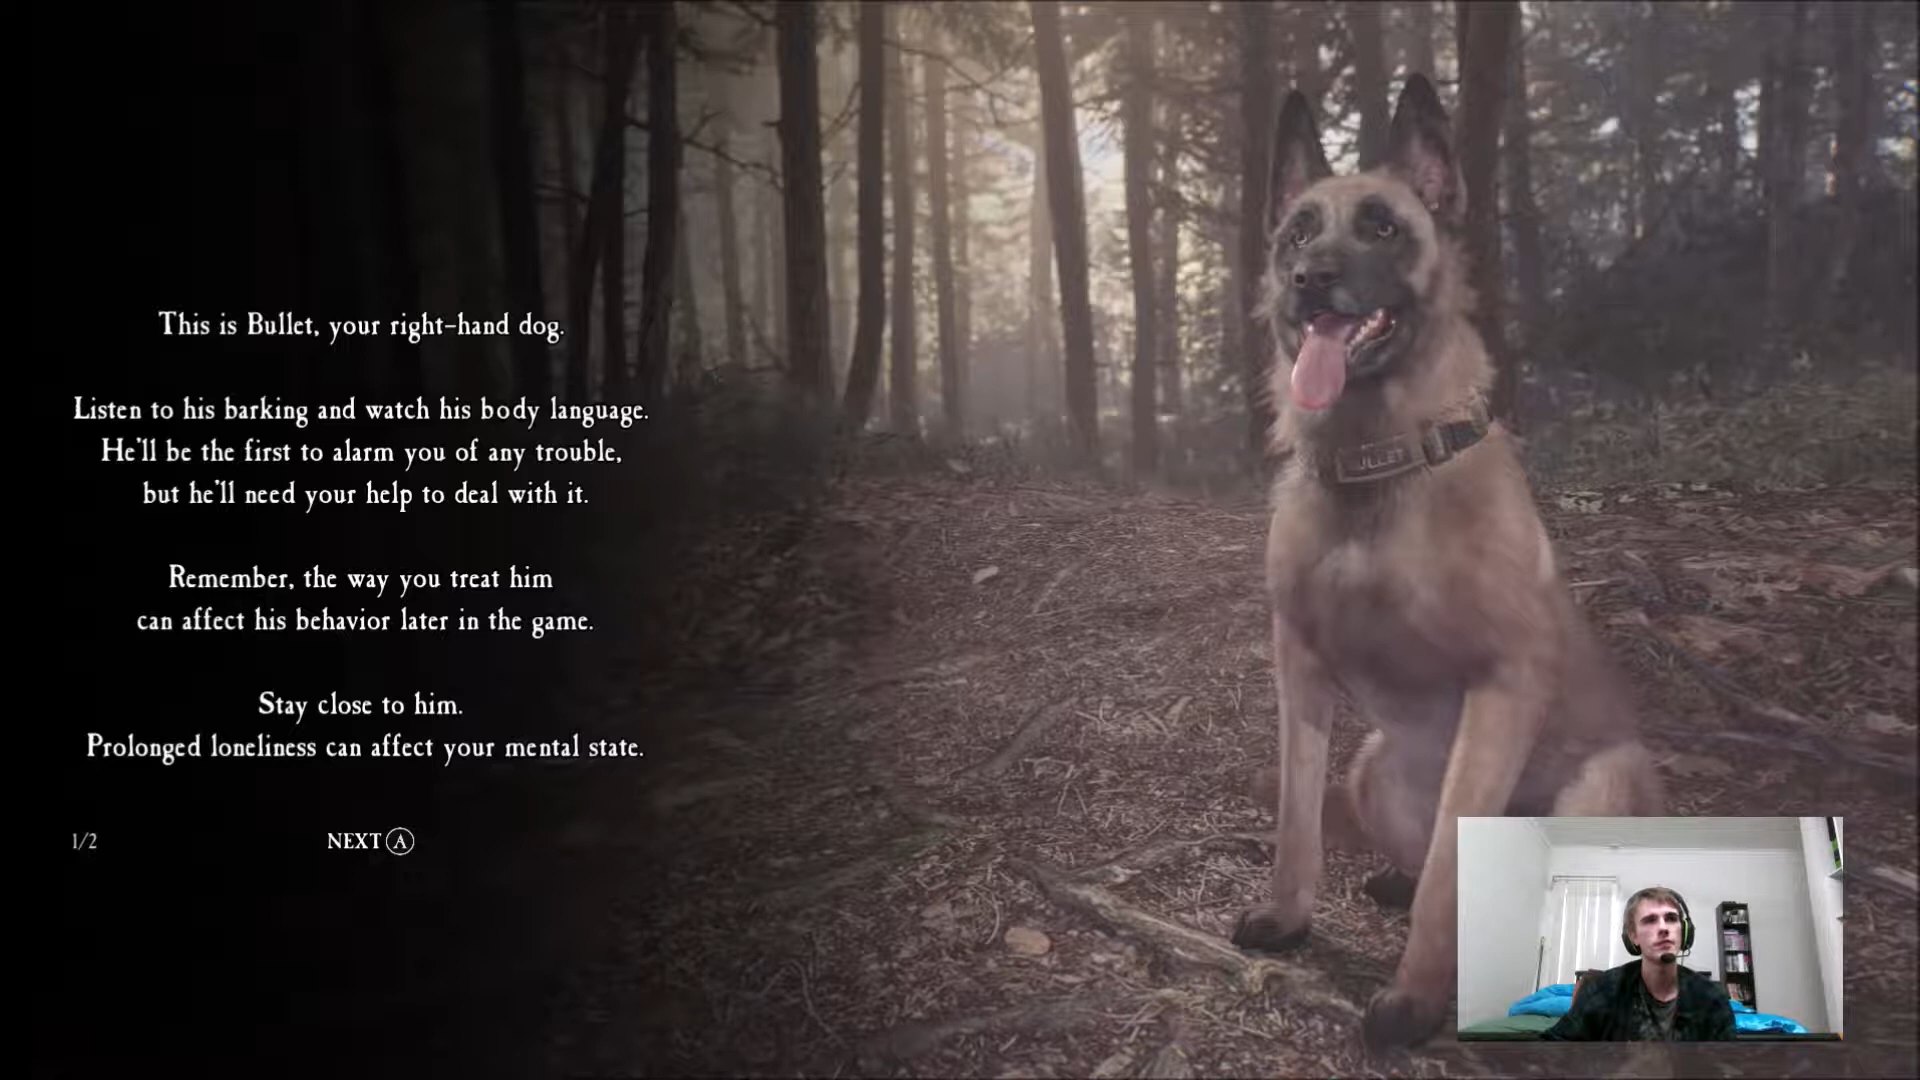 This is Bullet, your right-hand dog.
Listen to his barking and watch his body language.
He'll be the first to alarm you of any trouble,
but he'll need your help to deal with it.
Remember, the way you treat him
can affect his behavior later in the game.
Stay close to him.
Prolonged loneliness can affect your mental state.
1/2
NEXT A
BULLET